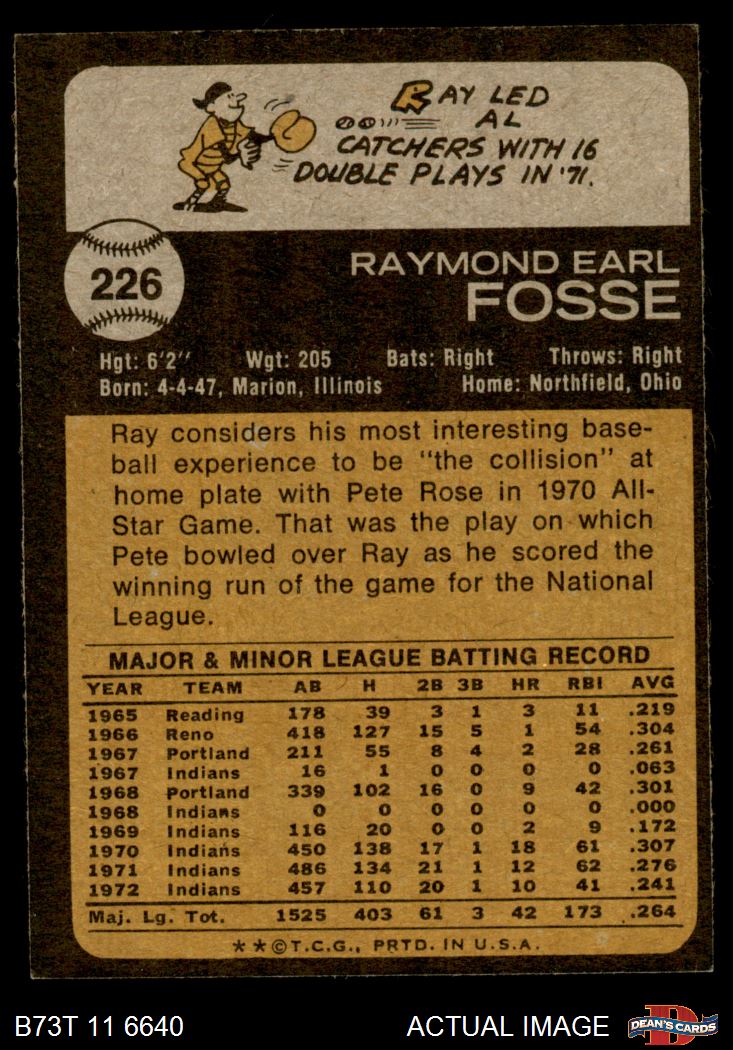 RAY LED
AL
CATCHERS WITH 16
DOUBLE PLAYS IN '71.
226
RAYMOND EARL
FOSSE
Hgt: 6'2" Wgt: 205 Bats: Right Throws: Right
Born: 4-4-47, Marion, Illinois Home: Northfield, Ohio
Ray considers his most interesting base-
ball experience to be "the collision" at
home plate with Pete Rose in 1970 All-
Star Game. That was the play on which
Pete bowled over Ray as he scored the
winning run of the game for the National
League.
MAJOR & MINOR LEAGUE BATTING RECORD
YEAR TEAM AB H 2B 3B HR RBI AVG
1965 Reading 178 39 3 1 3 11 .219
1966 Reno 418 127 15 5 1 54 .304
1967 Portland 211 55 8 4 2 28 .261
1967 Indians 16 1 0 0 0 0 .063
1968 Portland 339 102 16 0 9 42 .301
1968 Indians 0 0 0 0 0 0 .000
1969 Indians 116 20 0 0 2 9 .172
1970 Indians 450 138 17 1 18 61 .307
1971 Indians 486 134 21 1 12 62 .276
1972 Indians 457 110 20 1 10 41 .241
Maj. Lg. Tot. 1525 403 61 3 42 173 .264
**©T.C.G., PRTD. IN U.S.A.
B73T 11 6640 ACTUAL IMAGE D DEAN'S CARDS